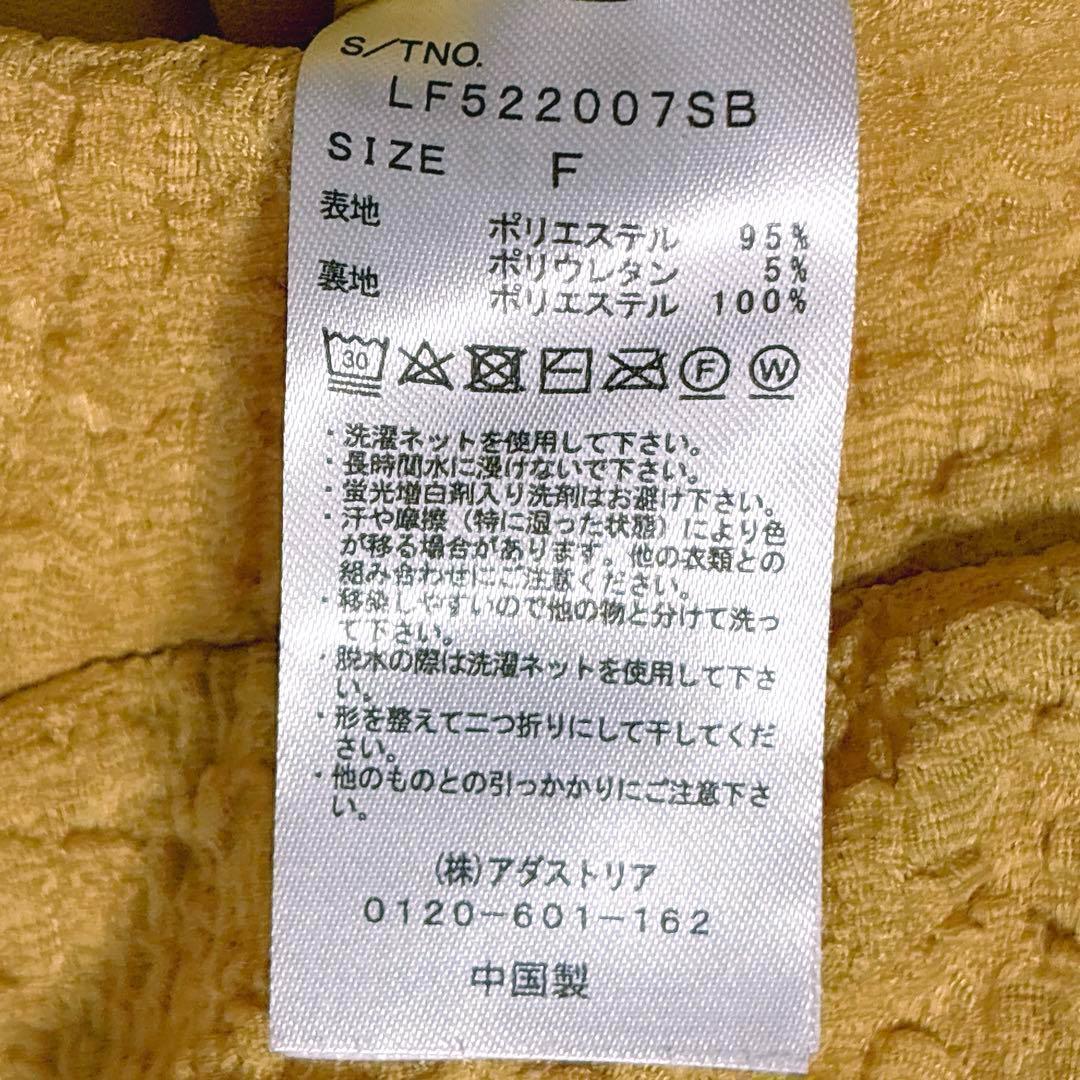 S/TNO.
LF522007SB
SIZE F
表地 ポリエステル 95%
ポリウレタン 5%
裏地 ポリエステル 100%
30
F W
・洗濯ネットを使用して下さい。
・長時間水に浸けないで下さい。
・蛍光増白剤入り洗剤はお避け下さい。
・汗や摩擦（特に湿った状態）により色
が移る場合があります。他の衣類との
組み合わせにご注意ください。
・移染しやすいので他の物と分けて洗っ
て下さい。
・脱水の際は洗濯ネットを使用して下さ
い。
・形を整えて二つ折りにして干してくだ
さい。
・他のものとの引っかかりにご注意下さ
い。
(株)アダストリア
0120-601-162
中国製